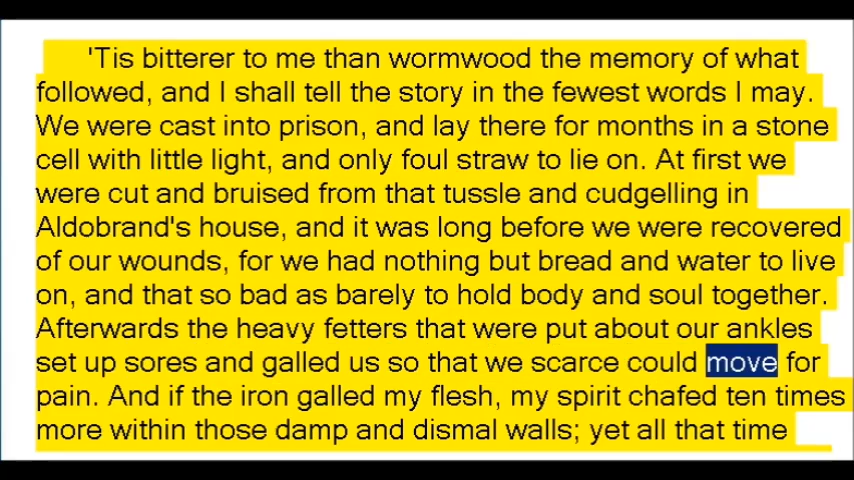 'Tis bitterer to me than wormwood the memory of what
followed, and I shall tell the story in the fewest words I may.
We were cast into prison, and lay there for months in a stone
cell with little light, and only foul straw to lie on. At first we
were cut and bruised from that tussle and cudgelling in
Aldobrand's house, and it was long before we were recovered
of our wounds, for we had nothing but bread and water to live
on, and that so bad as barely to hold body and soul together.
Afterwards the heavy fetters that were put about our ankles
set up sores and galled us so that we scarce could move for
pain. And if the iron galled my flesh, my spirit chafed ten times
more within those damp and dismal walls; yet all that time